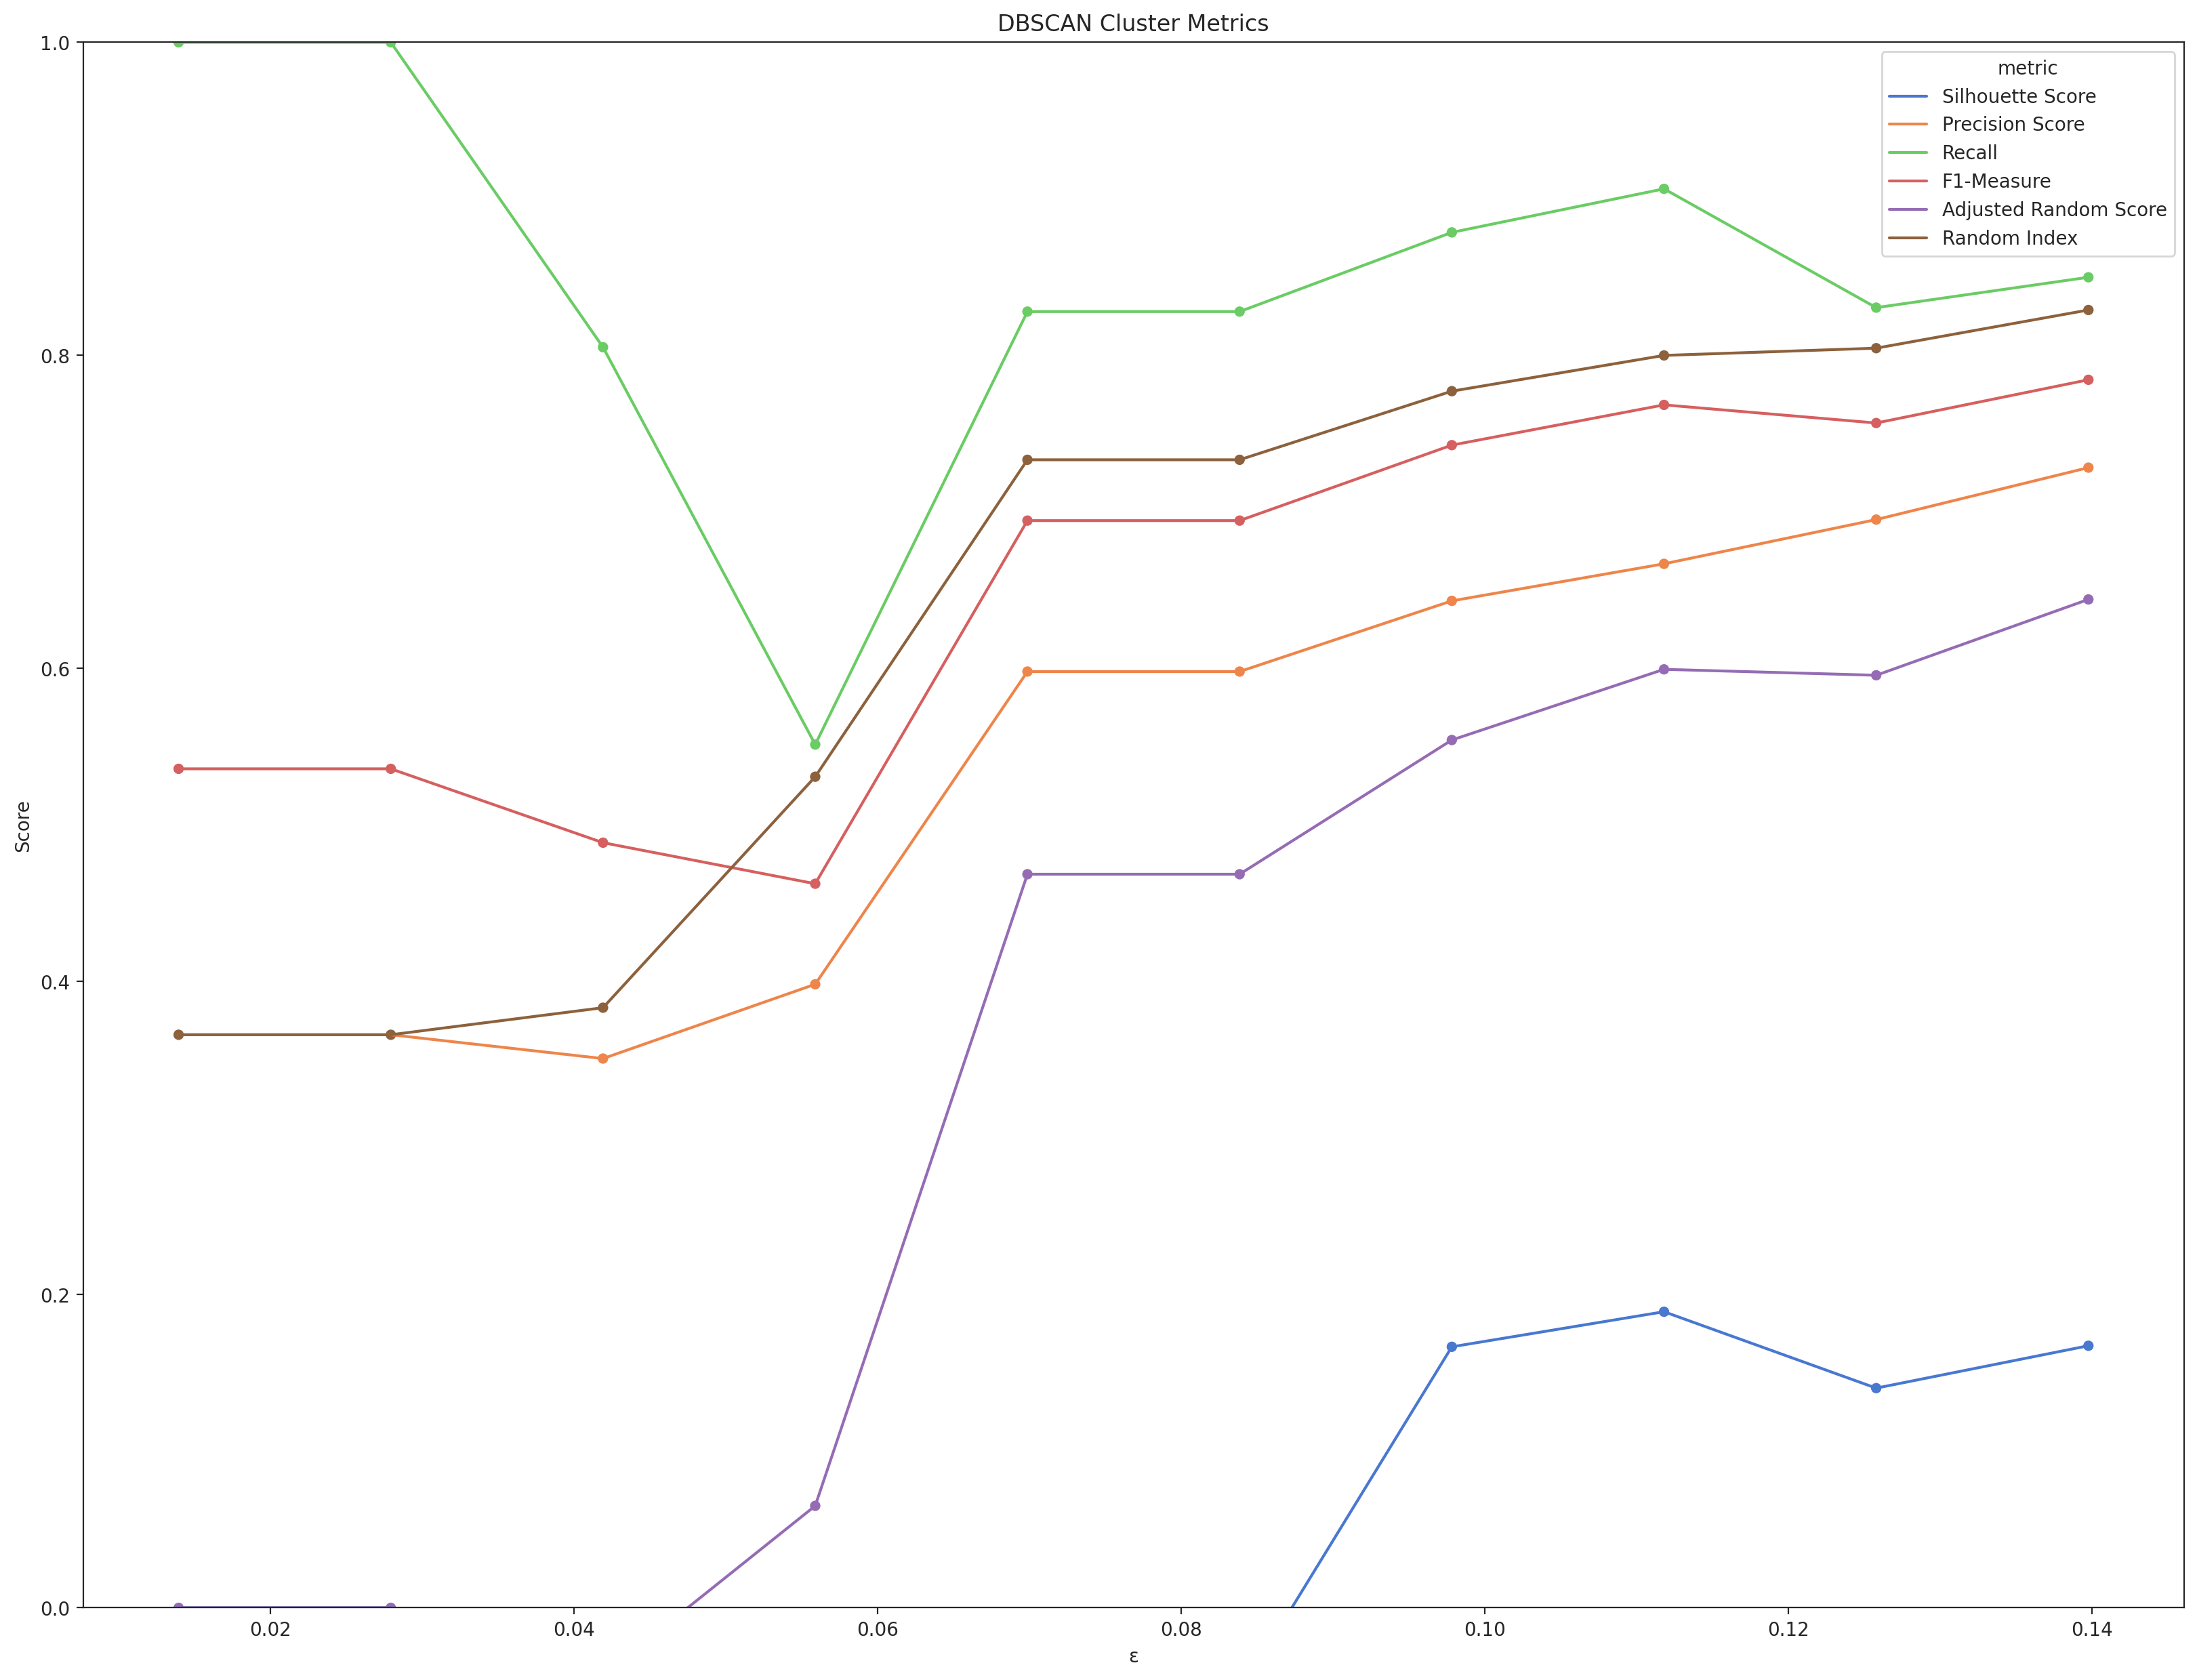 DBSCAN Cluster Metrics
metric
Silhouette Score
Precision Score
Recall
F1-Measure
Adjusted Random Score
Random Index
Score
1.0
0.8
0.6
0.4
0.2
0.0
0.02 0.04 0.06 0.08 0.10 0.12 0.14
ε